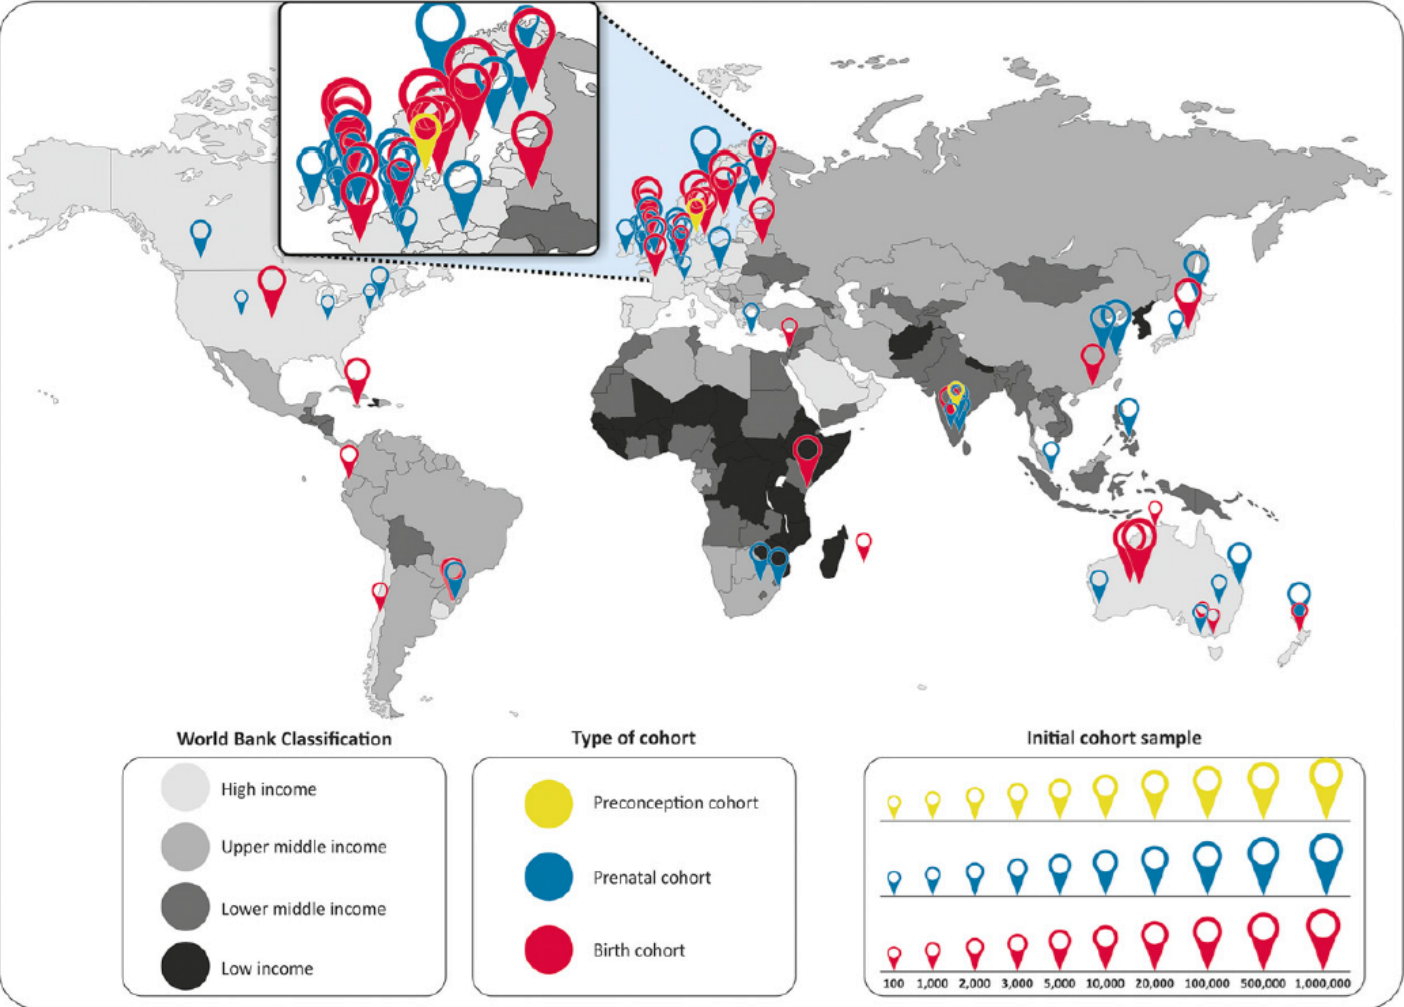 World Bank Classification
High income
Upper middle income
Lower middle income
Low income
Type of cohort
Preconception cohort
Prenatal cohort
Birth cohort
Initial cohort sample
100 1,000 2,000 3,000 5,000 10,000 20,000 100,000 500,000 1,000,000